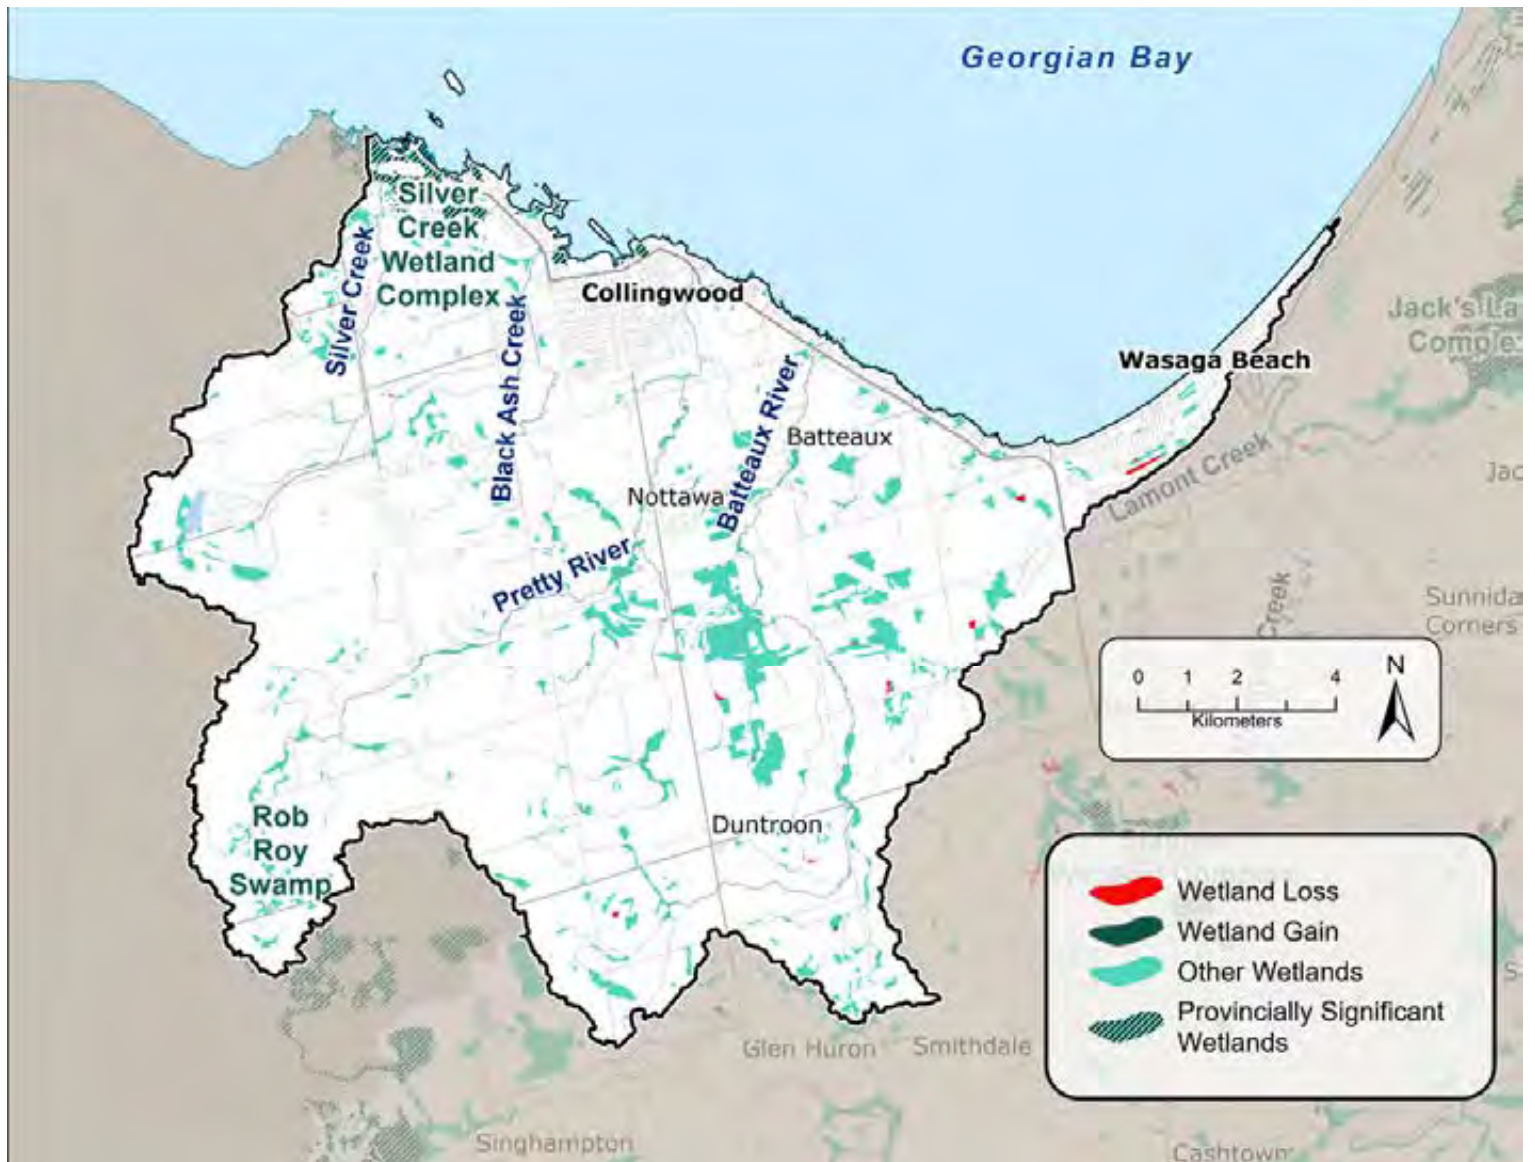 Georgian Bay
Silver
Creek
Wetland
Complex
Silver Creek
Black Ash Creek
Collingwood
Wasaga Beach
Jack's La
Comple
Batteaux River
Batteaux
Nottawa
Lamont Creek
Jac
Pretty River
Creek
Sunnida
Corners
0 1 2 4
Kilometers
N
Rob
Roy
Swamp
Duntroon
Wetland Loss
Wetland Gain
Other Wetlands
Provincially Significant
Wetlands
S
Glen Huron
Smithdale
Singhampton
Cashtown